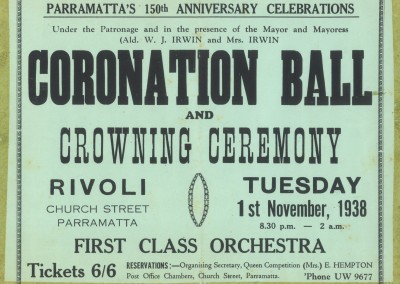 PARRAMATTA'S 150th ANNIVERSARY CELEBRATIONS
Under the Patronage and in the presence of the Mayor and Mayoress
(Ald. W. J. IRWIN and Mrs. IRWIN
CORONATION BALL
AND
CROWNING CEREMONY
RIVOLI
CHURCH STREET
PARRAMATTA
TUESDAY
1st November, 1938
8.30 p.m. — 2 a.m.
FIRST CLASS ORCHESTRA
Tickets 6/6
RESERVATIONS:—Organising Secretary, Queen Competition (Mrs.) E. HEMPTON
Post Office Chambers, Church Street, Parramatta. 'Phone UW 9677